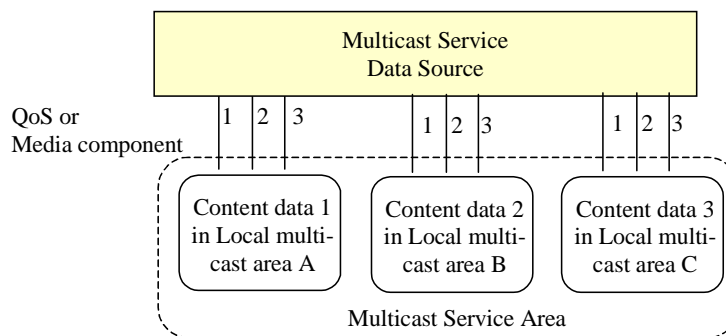 Multicast Service
Data Source
QoS or
Media component
1 2 3
1 2 3
1 2 3
Content data 1
in Local multi-
cast area A
Content data 2
in Local multi-
cast area B
Content data 3
in Local multi-
cast area C
Multicast Service Area